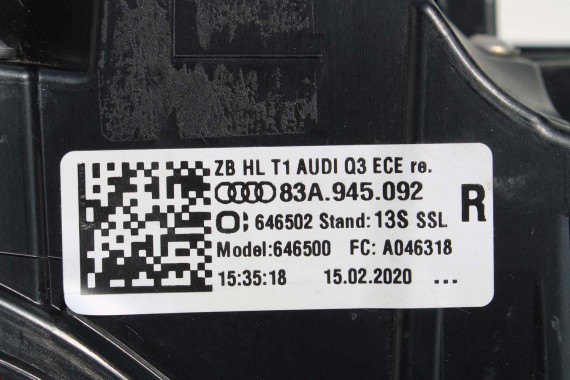 ZB HL T1 AUDI Q3 ECE re.
83A.945.092
R
646502 Stand: 13S SSL
Model:646500 FC: A046318
15:35:18 15.02.2020 ...